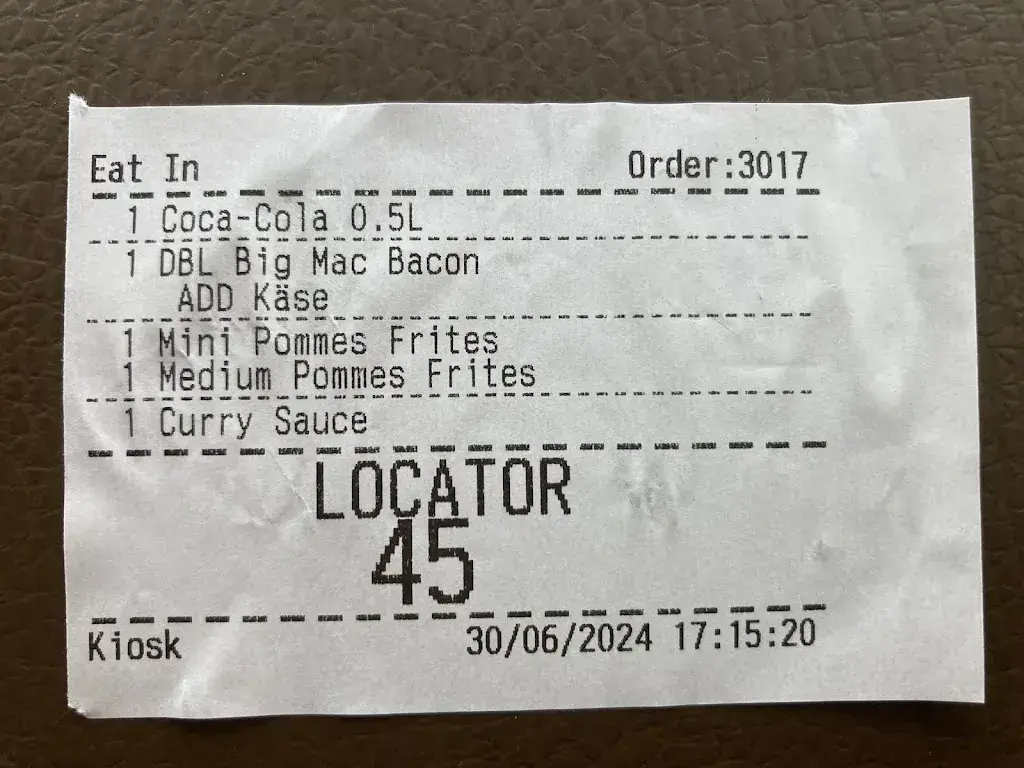 Eat In Order:3017
1 Coca-Cola 0.5L
1 DBL Big Mac Bacon
ADD Käse
1 Mini Pommes Frites
1 Medium Pommes Frites
1 Curry Sauce
LOCATOR
45
Kiosk 30/06/2024 17:15:20